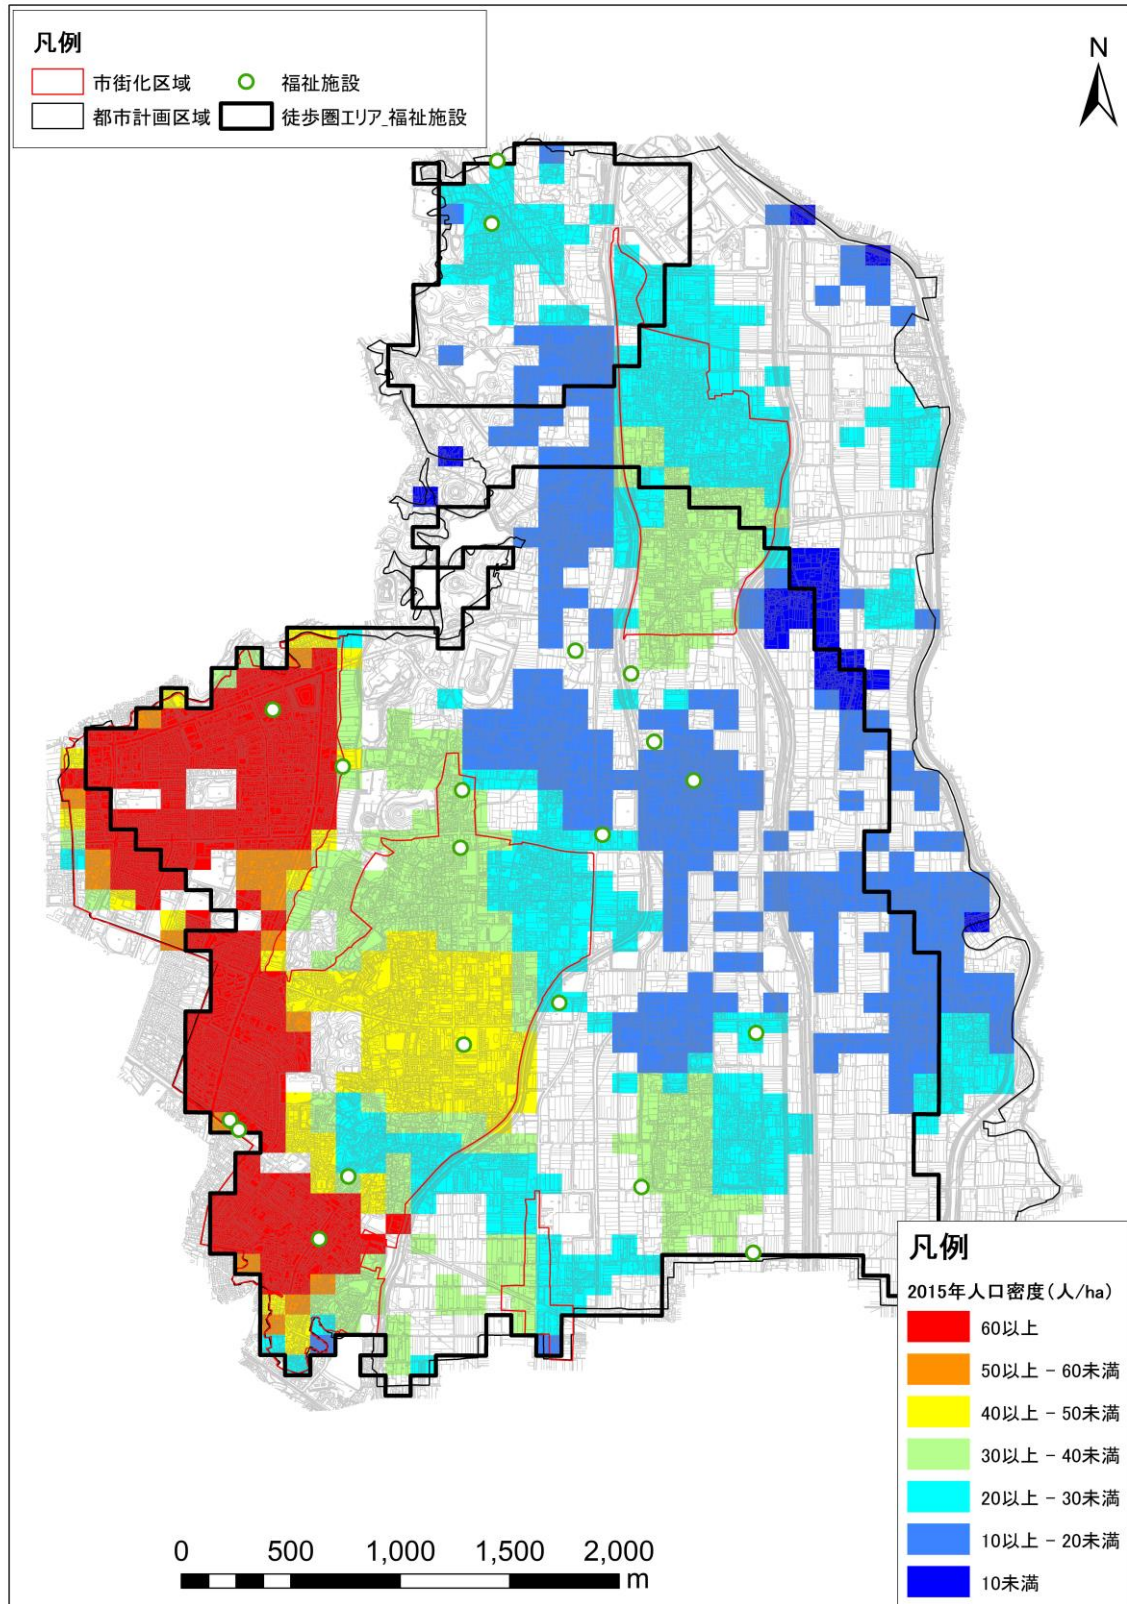 凡例
市街化区域 福祉施設
都市計画区域 徒歩圏エリア_福祉施設
N
凡例
2015年人口密度(人/ha)
60以上
50以上 - 60未満
40以上 - 50未満
30以上 - 40未満
20以上 - 30未満
10以上 - 20未満
10未満
0 500 1,000 1,500 2,000
m